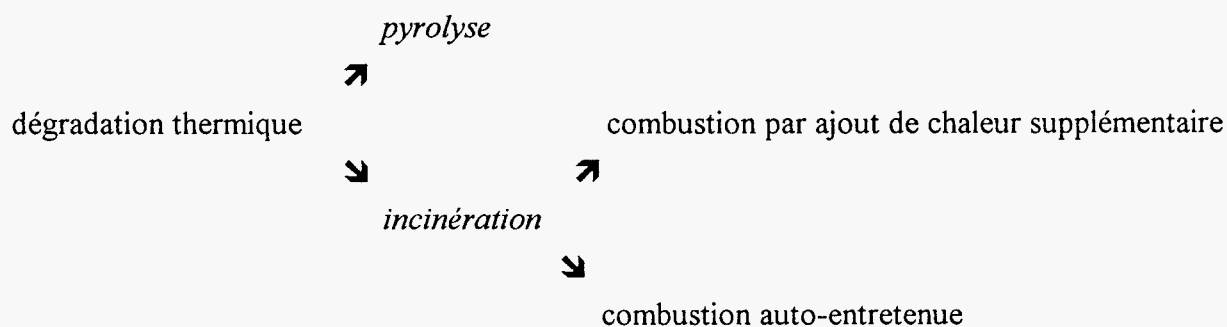 pyrolyse
dégradation thermique
combustion par ajout de chaleur supplémentaire
incinération
combustion auto-entretenue